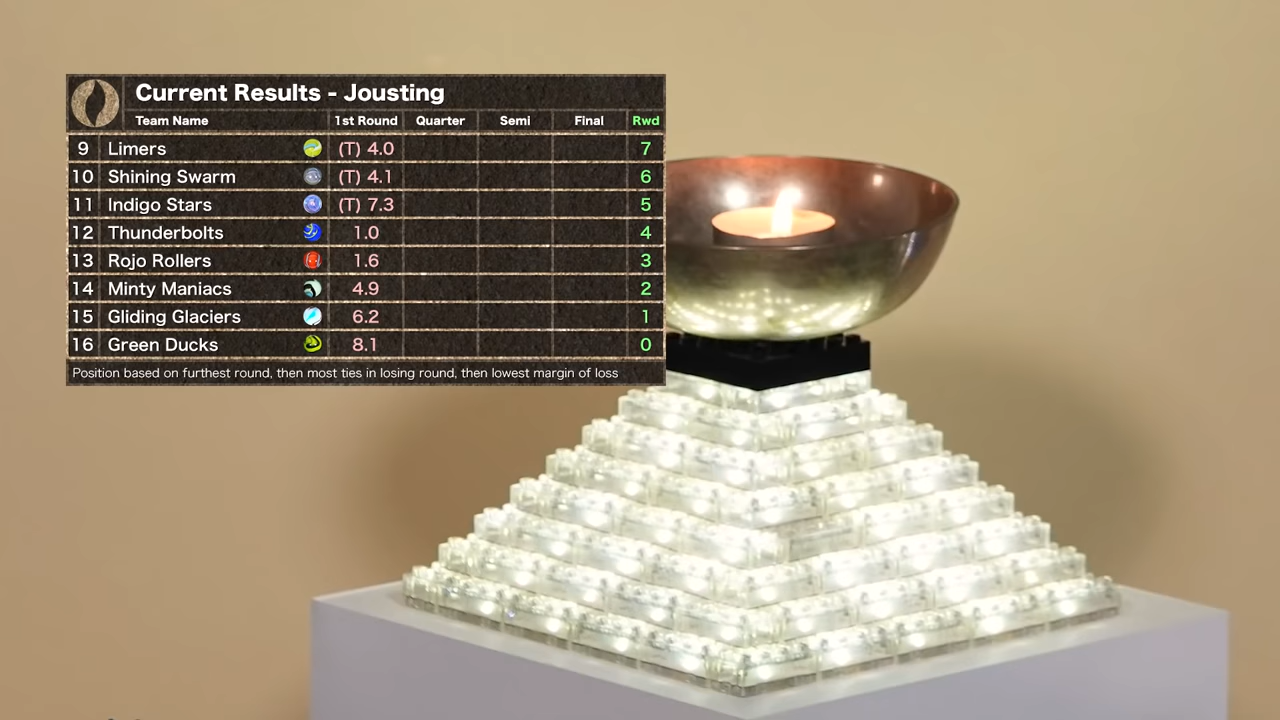 Current Results - Jousting
Team Name 1st Round Quarter Semi Final Rwd
9 Limers (T) 4.0 7
10 Shining Swarm (T) 4.1 6
11 Indigo Stars (T) 7.3 5
12 Thunderbolts 1.0 4
13 Rojo Rollers 1.6 3
14 Minty Maniacs 4.9 2
15 Gliding Glaciers 6.2 1
16 Green Ducks 8.1 0
Position based on furthest round, then most ties in losing round, then lowest margin of loss